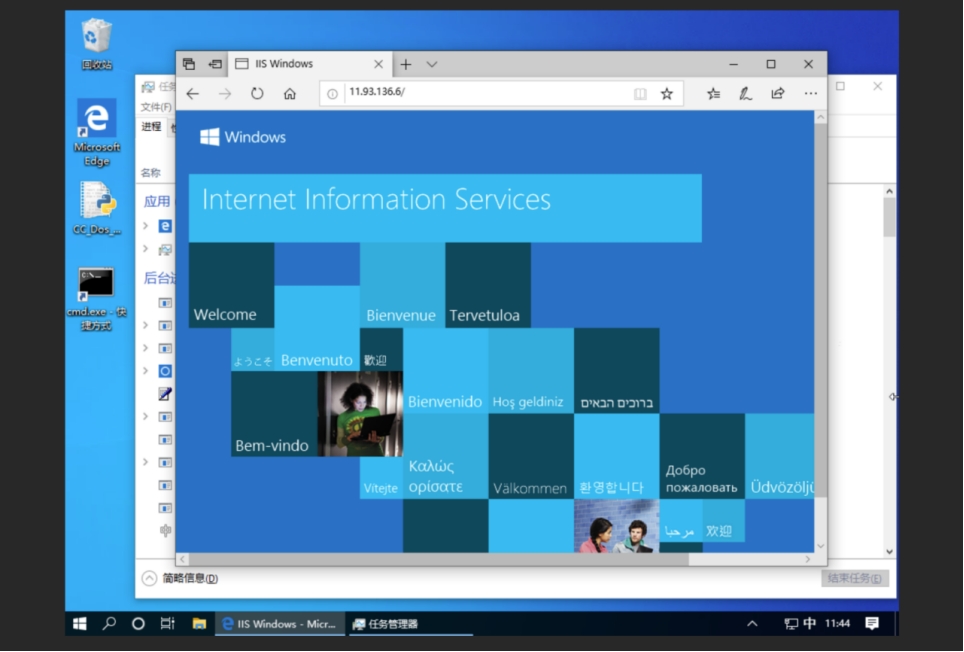 回收站
Microsoft
Edge
CC_Dos_...
cmd.exe - 快
捷方式
IIS Windows
11.93.136.6/
文件(F)
进程
名称
应用
后台进
Windows
Internet Information Services
Welcome
Bienvenue
Tervetuloa
ようこそ
Benvenuto
歡迎
Bienvenido
Hoş geldiniz
ברוכים הבאים
Bem-vindo
Vítejte
Καλώς
ορίσατε
Välkommen
환영합니다
Добро
пожаловать
Üdvözöljü
مرحبا
欢迎
简略信息(D)
结束任务(E)
IIS Windows - Micr...
任务管理器
中
11:44